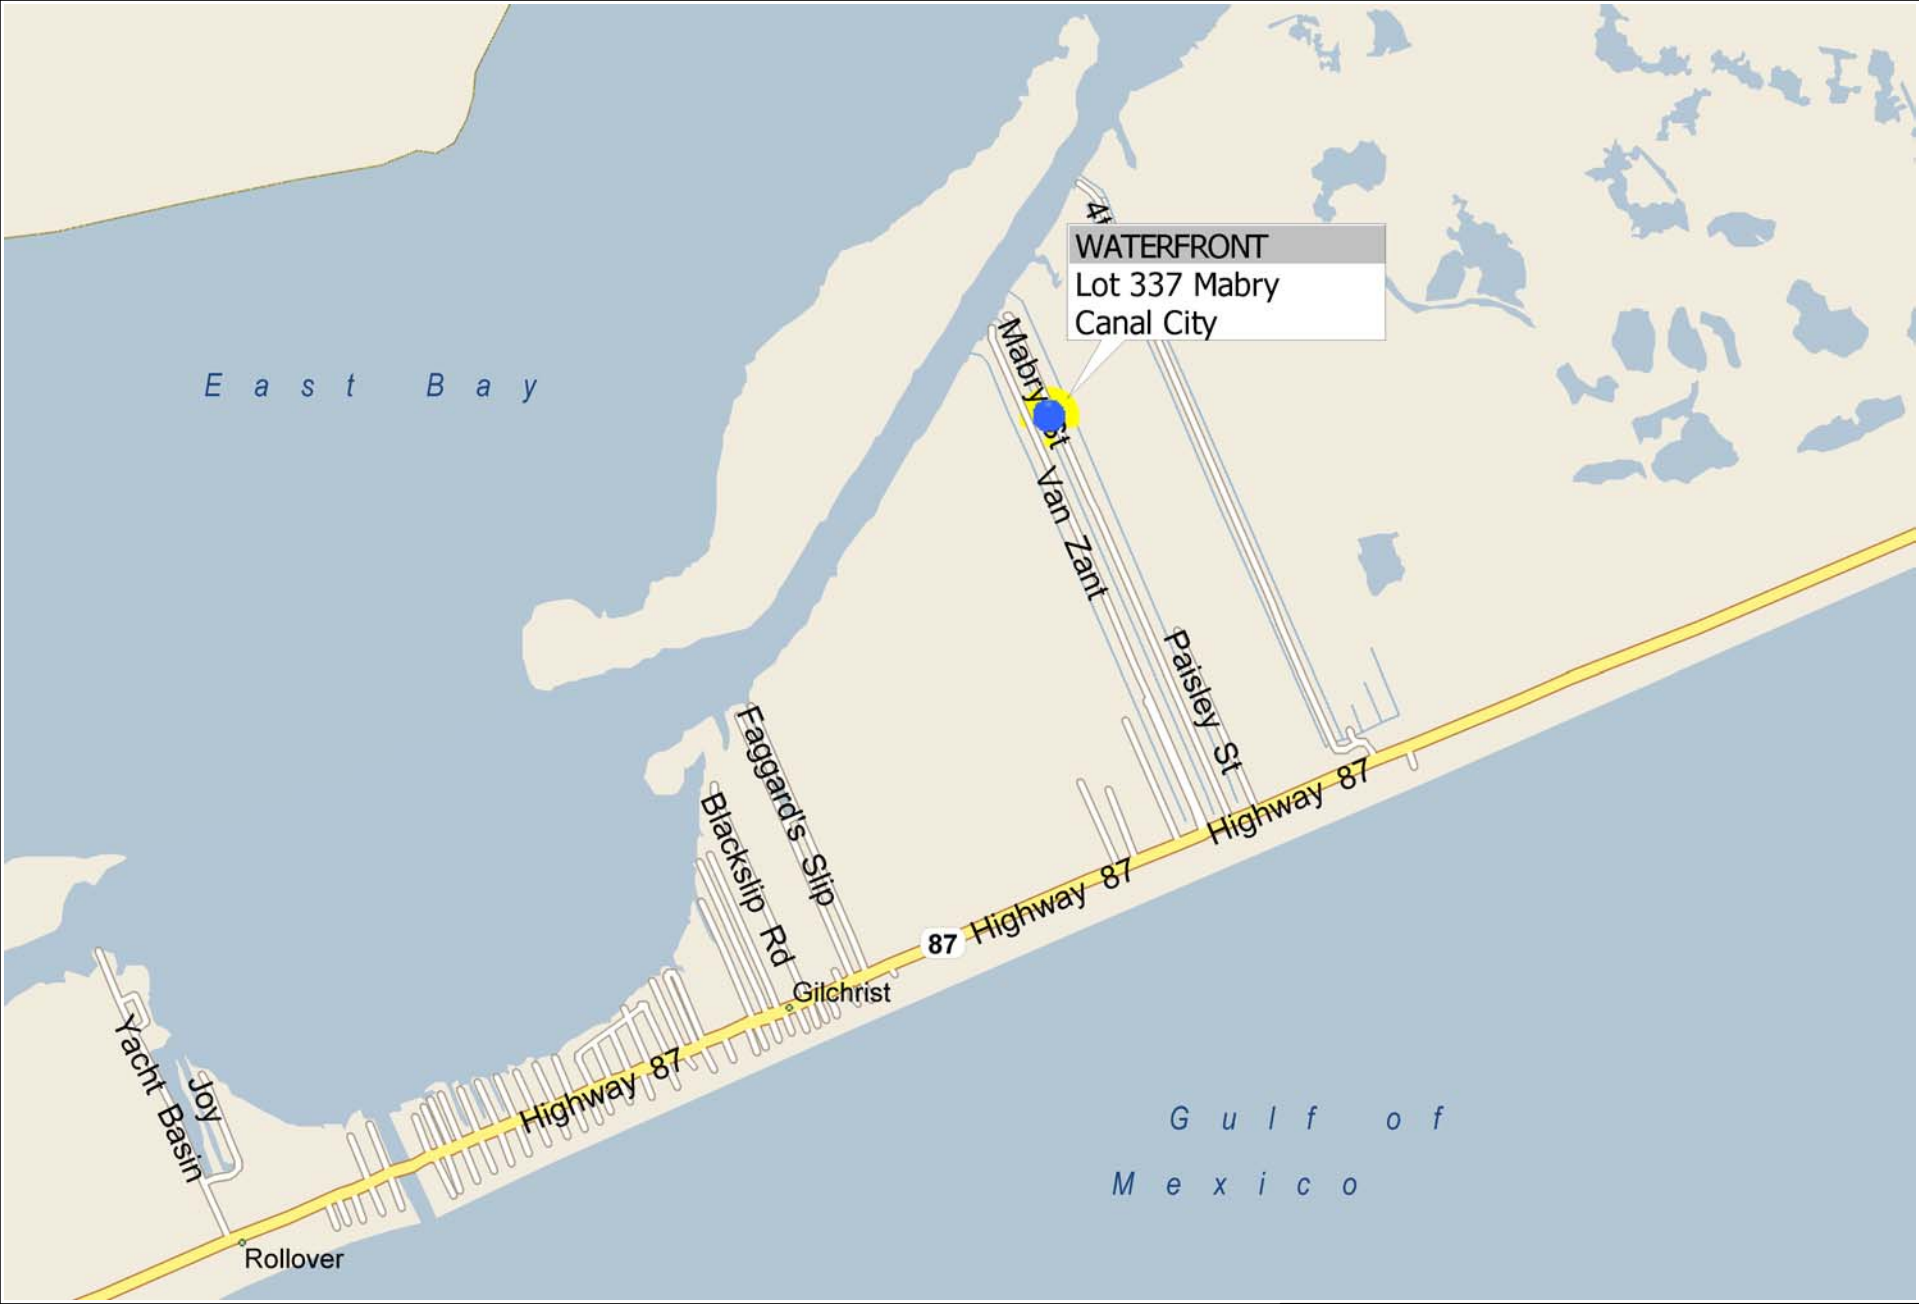 4t
WATERFRONT
Lot 337 Mabry
Canal City
Mabry St
East Bay
Van Zant
Paisley St
Faggard's Slip
Blackslip Rd
Highway 87
Highway 87
87
Gilchrist
Highway 87
Yacht Basin
Joy
Gulf of
Mexico
Rollover